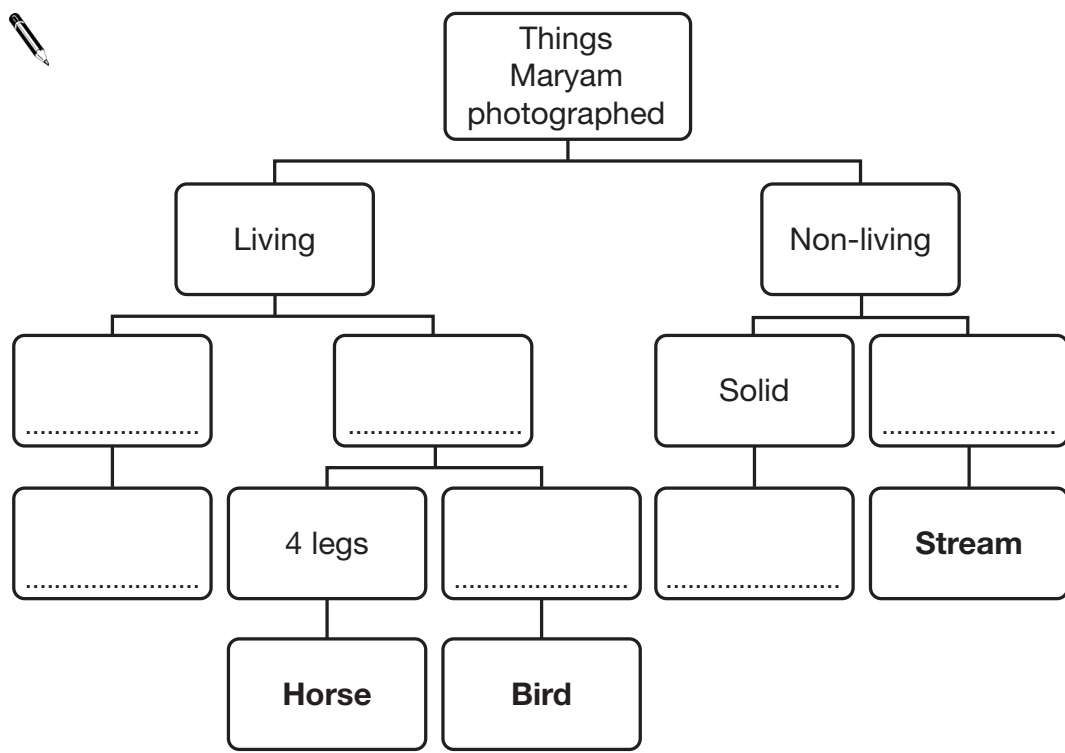 Things
Maryam
photographed
Living
Non-living
Solid
4 legs
Stream
Horse
Bird